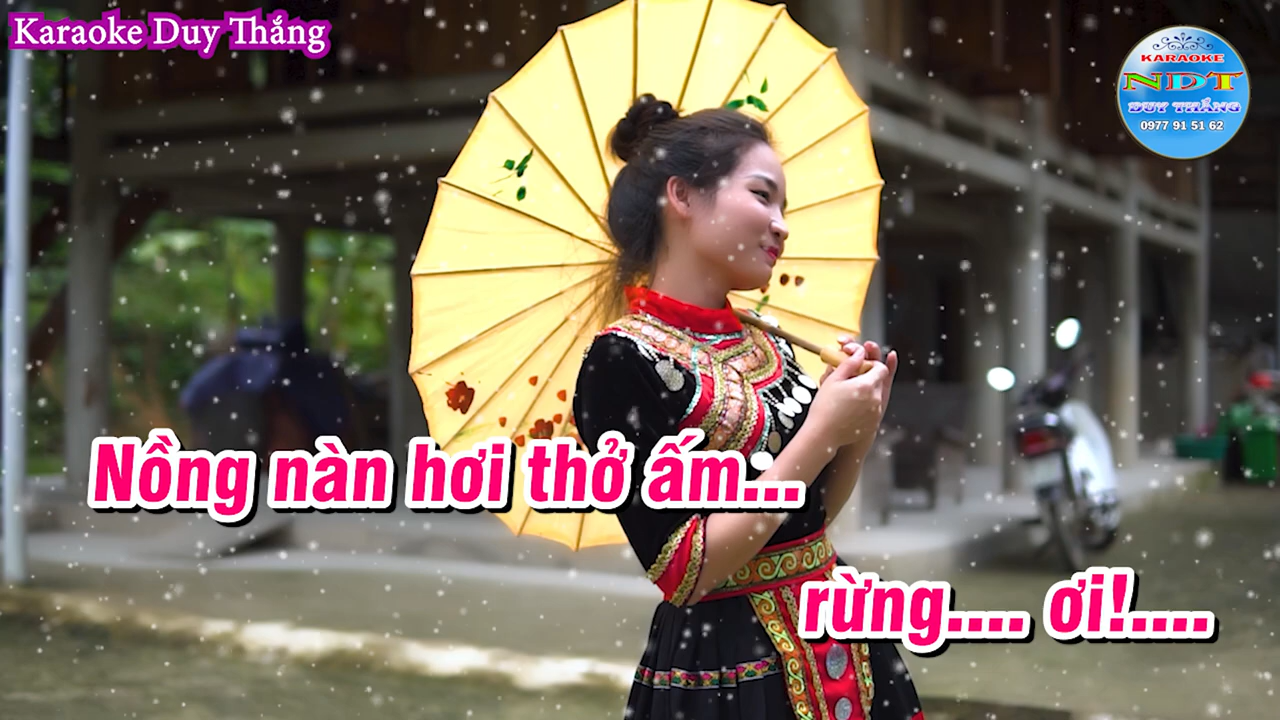 Karaoke Duy Thắng
KARAOKE
NDT
DUY THẮNG
0977 91 51 62
Nồng nàn hơi thở ấm...
rừng.... ơi!....